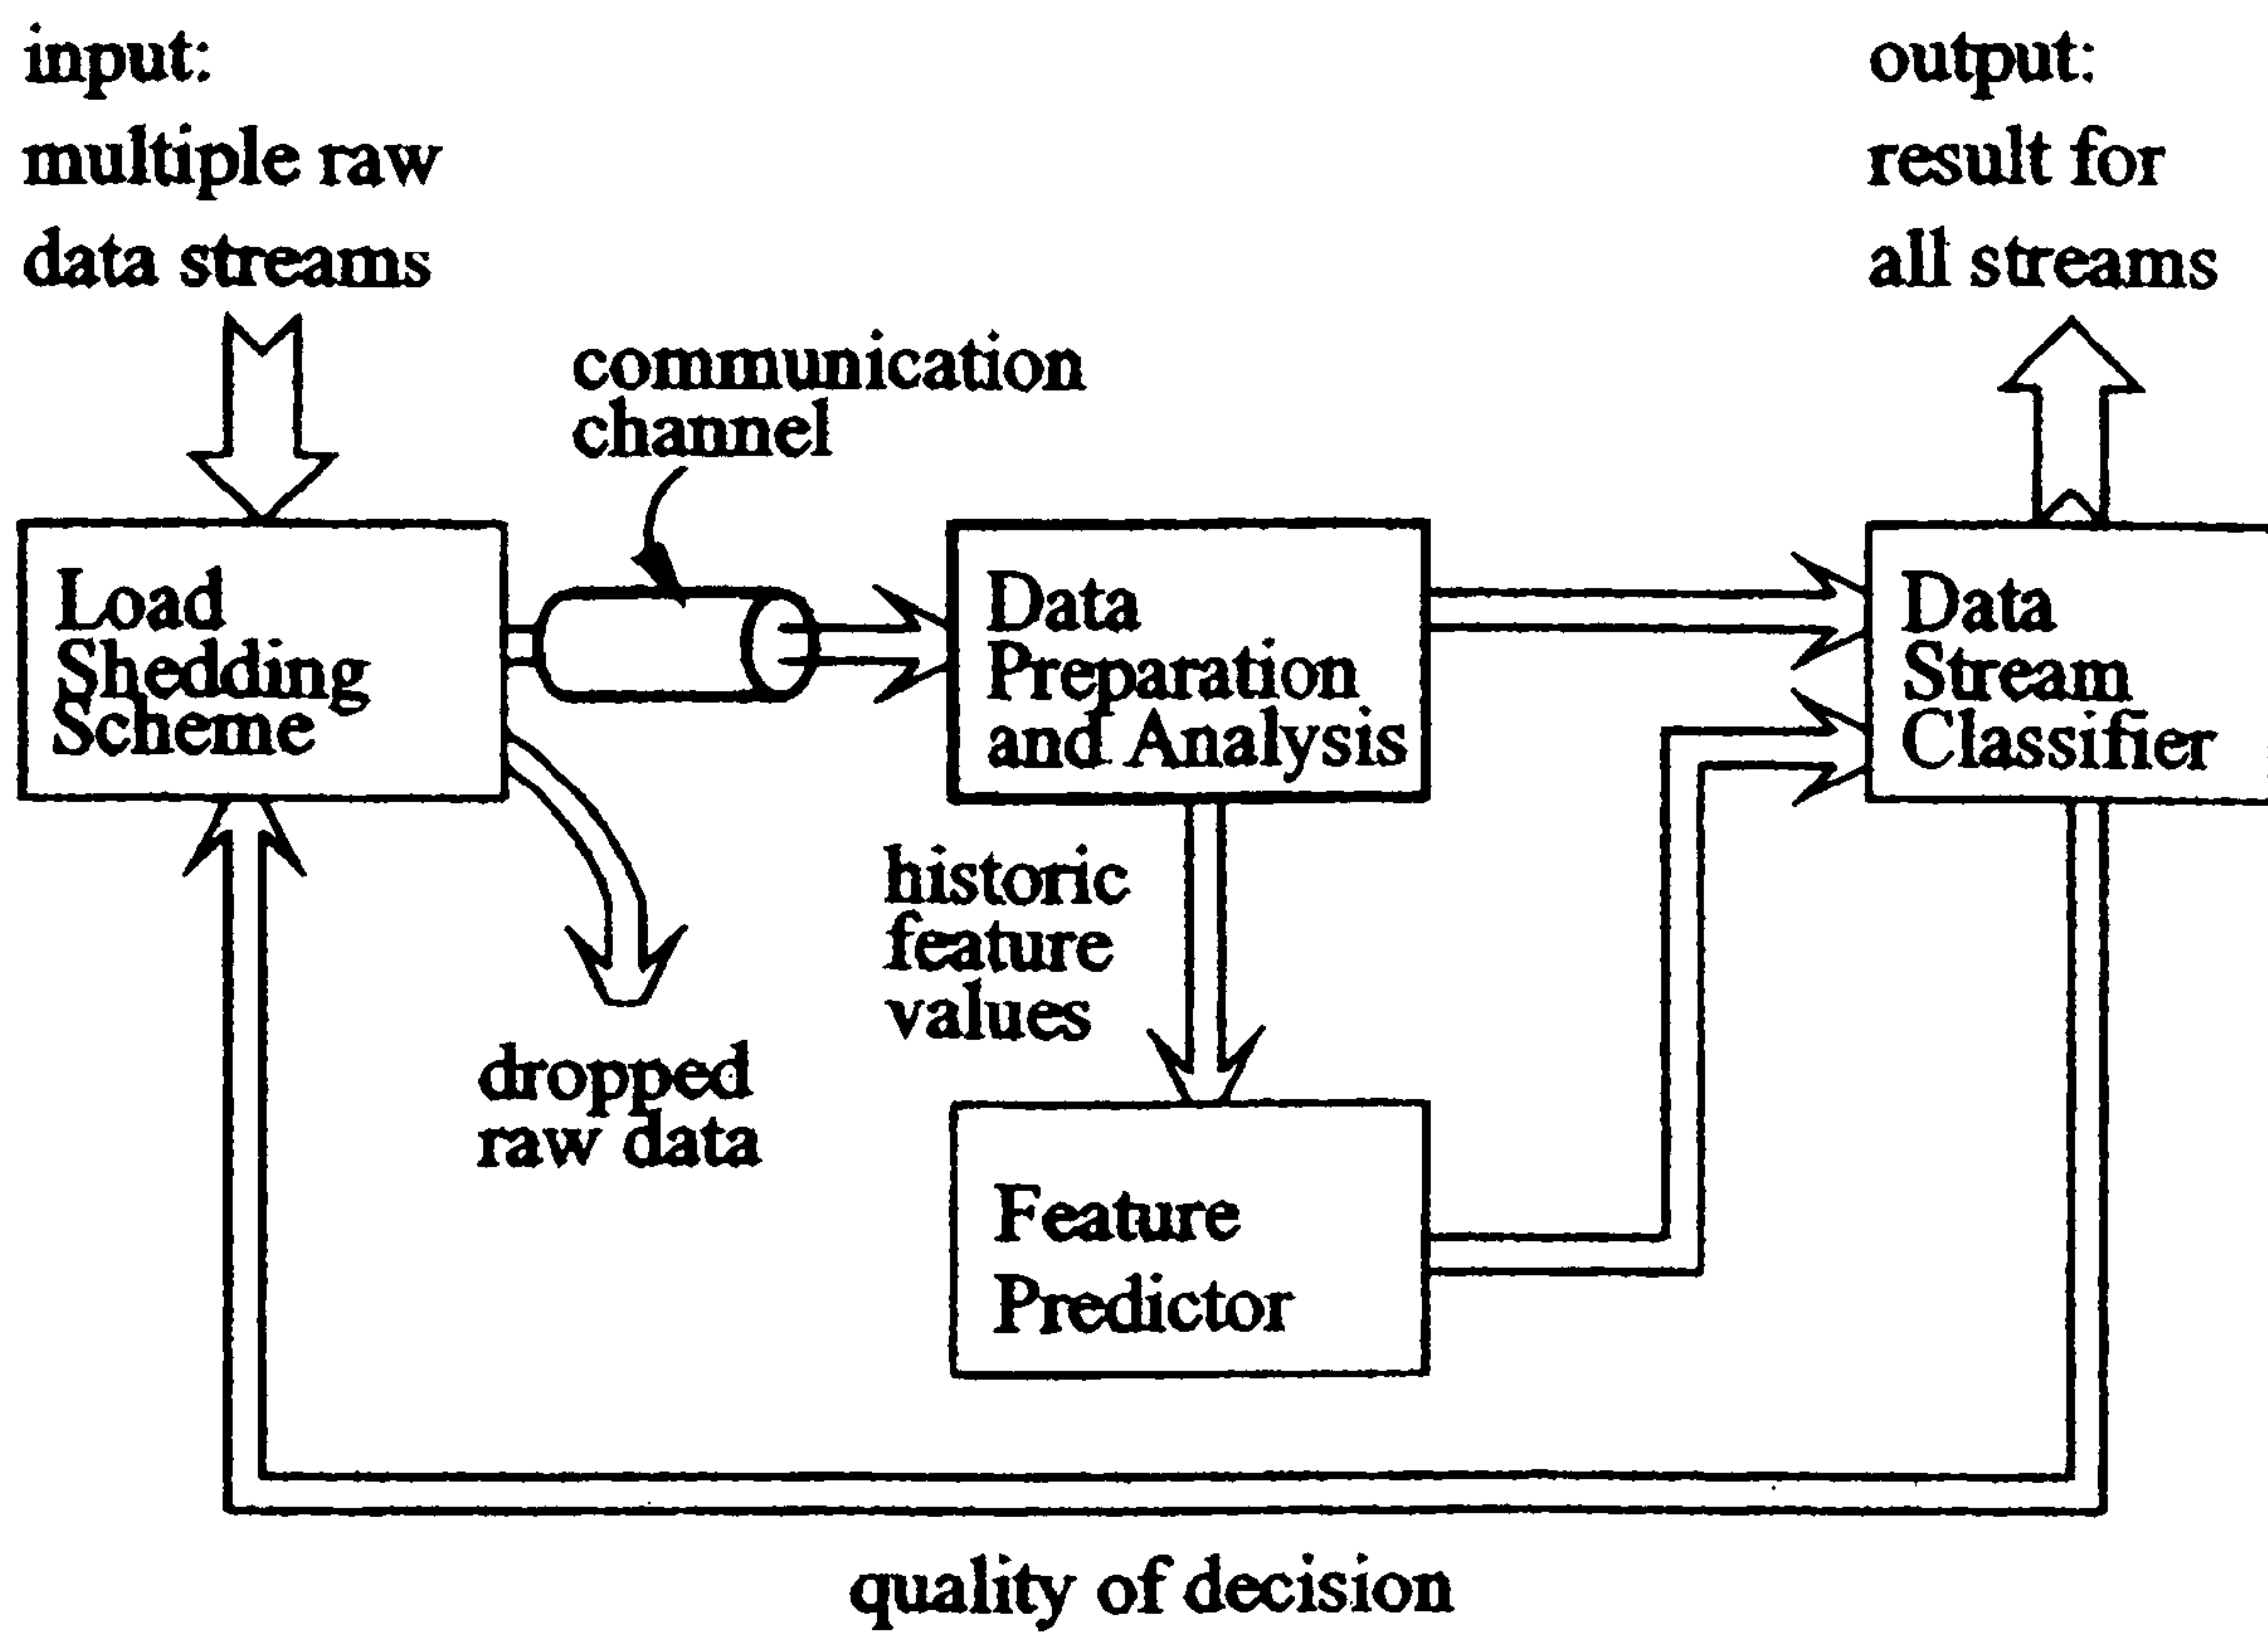 input:
multiple raw
data streams
output:
result for
all streams
communication
channel
Load
Shedding
Scheme
Data
Preparation
and Analysis
Data
Stream
Classifier
historic
feature
values
dropped
raw data
Feature
Predictor
quality of decision